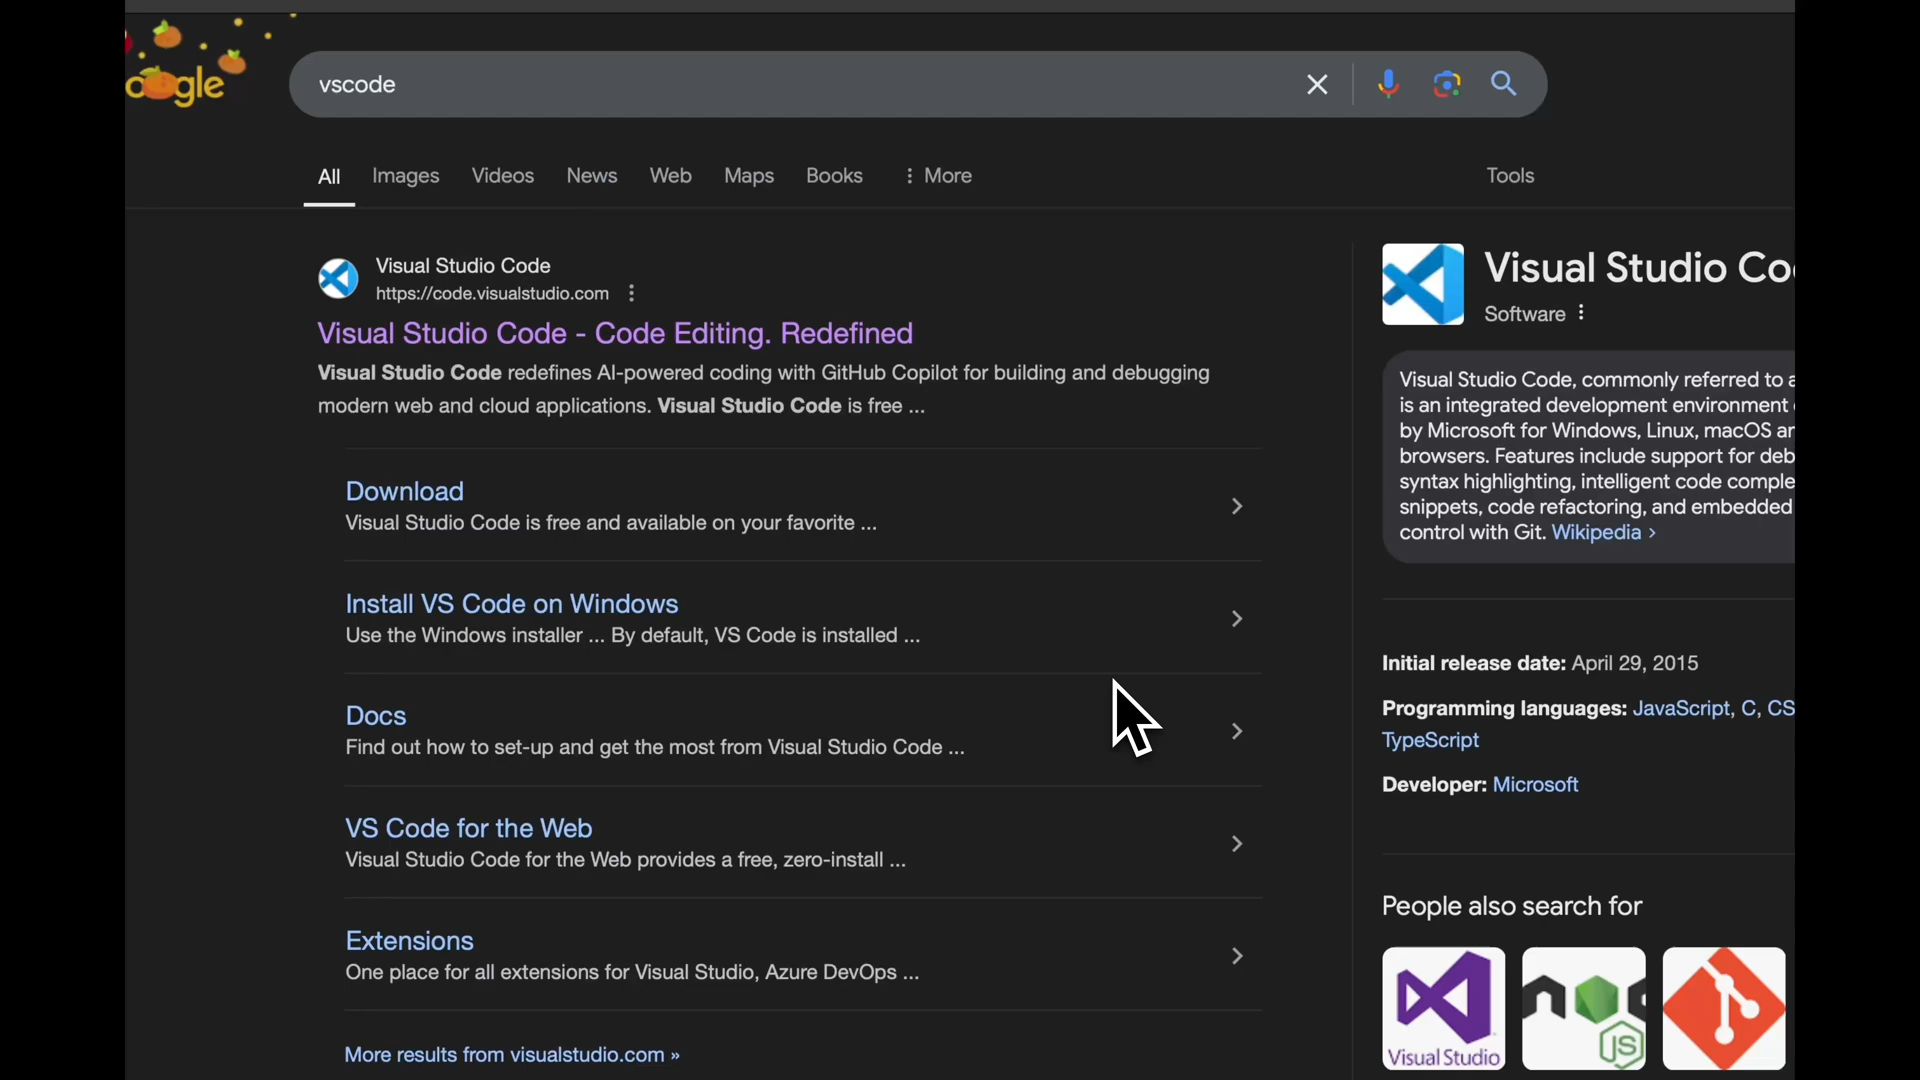 oogle
vscode
All Images Videos News Web Maps Books More Tools
Visual Studio Code
https://code.visualstudio.com
Visual Studio Code - Code Editing. Redefined
Visual Studio Code redefines AI-powered coding with GitHub Copilot for building and debugging
modern web and cloud applications. Visual Studio Code is free ...
Download
Visual Studio Code is free and available on your favorite ...
Install VS Code on Windows
Use the Windows installer ... By default, VS Code is installed ...
Docs
Find out how to set-up and get the most from Visual Studio Code ...
VS Code for the Web
Visual Studio Code for the Web provides a free, zero-install ...
Extensions
One place for all extensions for Visual Studio, Azure DevOps ...
More results from visualstudio.com »
Visual Studio Co
Software
Visual Studio Code, commonly referred to a
is an integrated development environment
by Microsoft for Windows, Linux, macOS an
browsers. Features include support for deb
syntax highlighting, intelligent code comple
snippets, code refactoring, and embedded
control with Git. Wikipedia ›
Initial release date: April 29, 2015
Programming languages: JavaScript, C, CS
TypeScript
Developer: Microsoft
People also search for
Visual Studio
JS